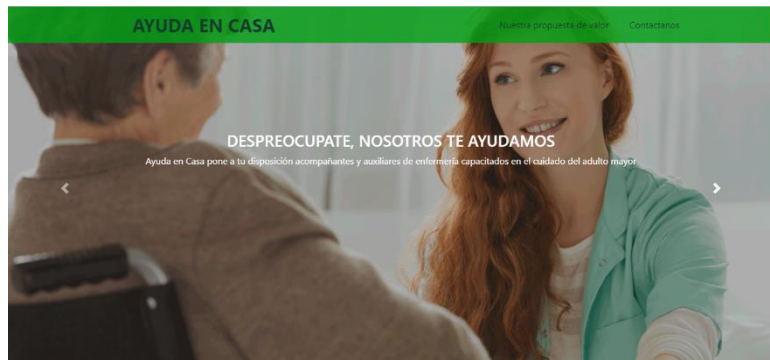 AYUDA EN CASA
Nuestra propuesta de valor
Contactanos
DESPREOCUPATE, NOSOTROS TE AYUDAMOS
Ayuda en Casa pone a tu disposición acompañantes y auxiliares de enfermería capacitados en el cuidado del adulto mayor